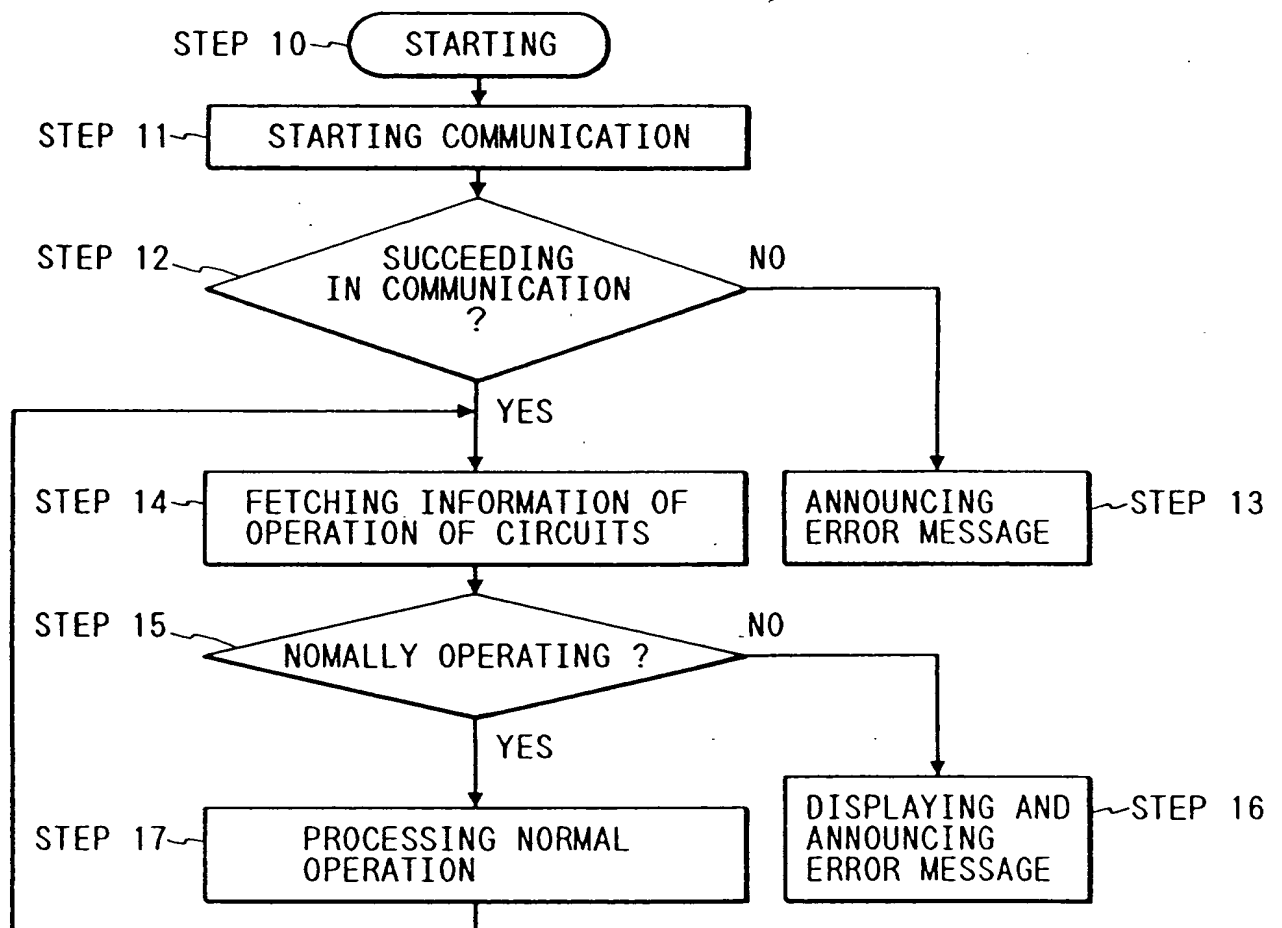 STEP 10
STARTING
STEP 11
STARTING COMMUNICATION
STEP 12
SUCCEEDING
IN COMMUNICATION
?
NO
YES
STEP 14
FETCHING INFORMATION OF
OPERATION OF CIRCUITS
ANNOUNCING
ERROR MESSAGE
STEP 13
STEP 15
NOMALLY OPERATING ?
NO
YES
STEP 17
PROCESSING NORMAL
OPERATION
DISPLAYING AND
ANNOUNCING
ERROR MESSAGE
STEP 16